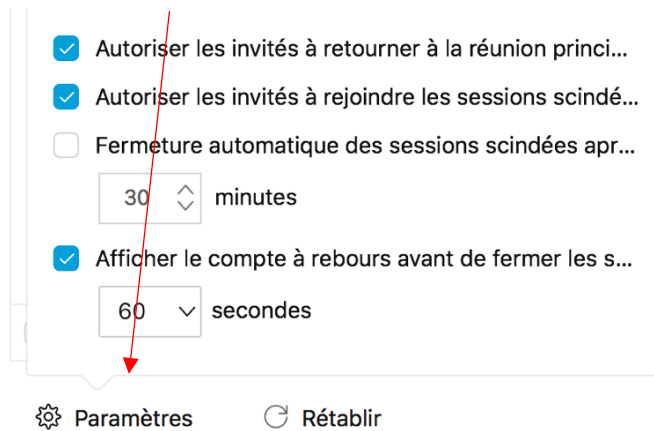 Autoriser les invités à retourner à la réunion princi...
Autoriser les invités à rejoindre les sessions scindé...
Fermeture automatique des sessions scindées apr...
30 minutes
Afficher le compte à rebours avant de fermer les s...
60 secondes
Paramètres Rétablir